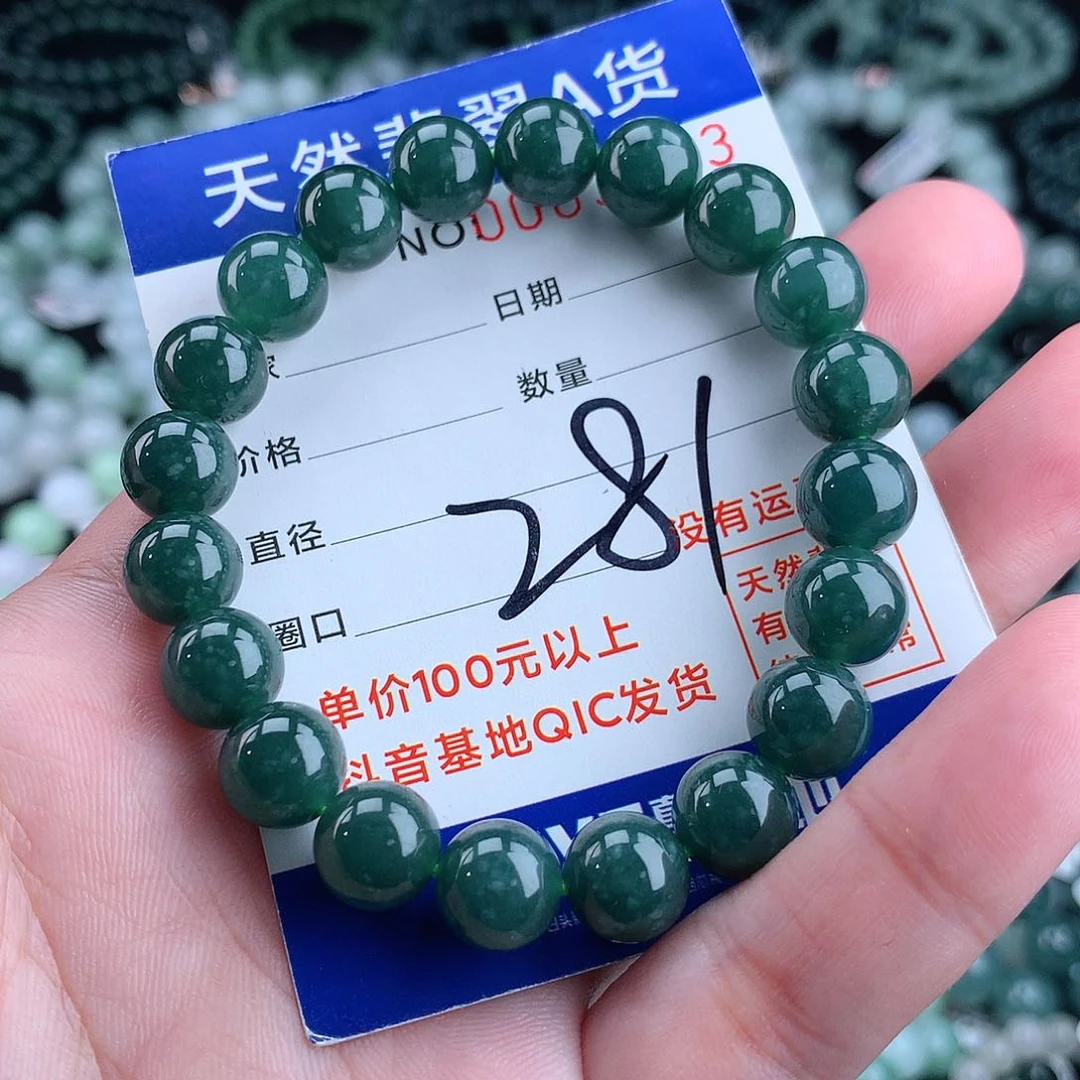 天然翡翠A货
NO.000 3
日期
数量
价格
直径
圈口
281
没有运
单价100元以上
抖音基地QIC发货
天然
有